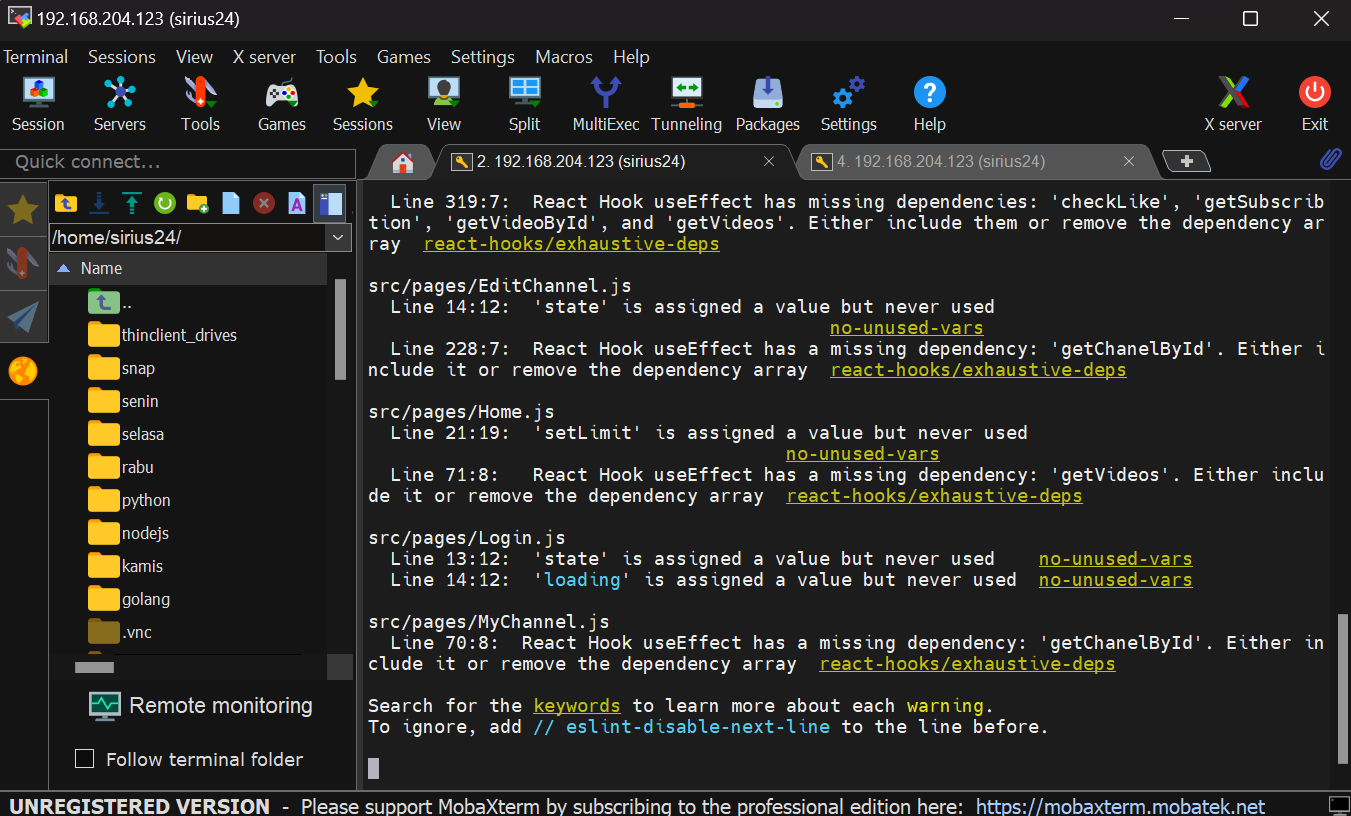 192.168.204.123 (sirius24)
Terminal Sessions View X server Tools Games Settings Macros Help
Session Servers Tools Games Sessions View Split MultiExec Tunneling Packages Settings Help X server Exit
Quick connect...
2. 192.168.204.123 (sirius24)
4. 192.168.204.123 (sirius24)
/home/sirius24/
Name
..
thinclient_drives
snap
senin
selasa
rabu
python
nodejs
kamis
golang
.vnc
Remote monitoring
Follow terminal folder
Line 319:7: React Hook useEffect has missing dependencies: 'checkLike', 'getSubscrib
tion', 'getVideoById', and 'getVideos'. Either include them or remove the dependency ar
ray react-hooks/exhaustive-deps
src/pages/EditChannel.js
Line 14:12: 'state' is assigned a value but never used
no-unused-vars
Line 228:7: React Hook useEffect has a missing dependency: 'getChanelById'. Either i
nclude it or remove the dependency array react-hooks/exhaustive-deps
src/pages/Home.js
Line 21:19: 'setLimit' is assigned a value but never used
no-unused-vars
Line 71:8: React Hook useEffect has a missing dependency: 'getVideos'. Either inclu
de it or remove the dependency array react-hooks/exhaustive-deps
src/pages/Login.js
Line 13:12: 'state' is assigned a value but never used no-unused-vars
Line 14:12: 'loading' is assigned a value but never used no-unused-vars
src/pages/MyChannel.js
Line 70:8: React Hook useEffect has a missing dependency: 'getChanelById'. Either in
clude it or remove the dependency array react-hooks/exhaustive-deps
Search for the keywords to learn more about each warning.
To ignore, add // eslint-disable-next-line to the line before.
UNREGISTERED VERSION - Please support MobaXterm by subscribing to the professional edition here: https://mobaxterm.mobatek.net